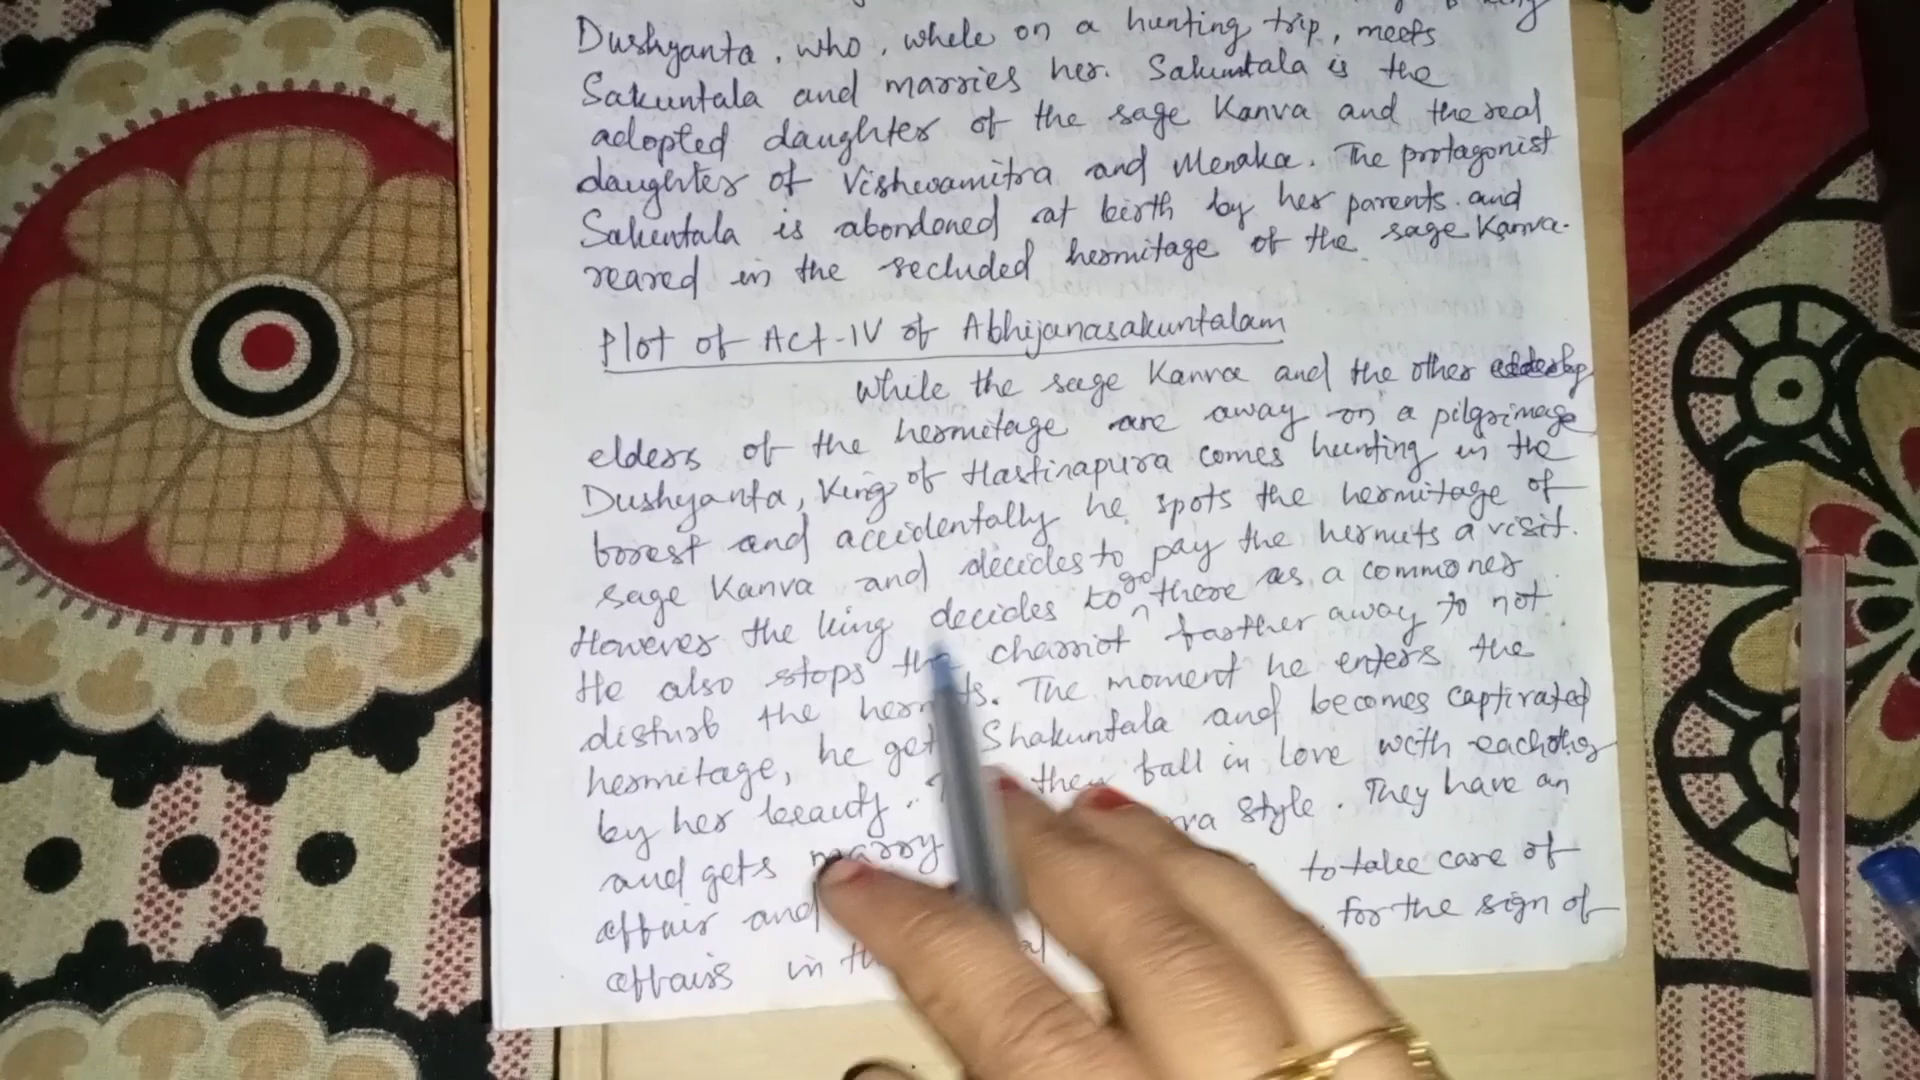 Dushyanta, who, while on a hunting trip, meets
Sakuntala and marries her. Sakuntala is the
adopted daughter of the sage Kanva and the real
daughter of Vishwamitra and Menaka. The protagonist
Sakuntala is abondoned at birth by her parents and
reared in the secluded hermitage of the sage Kanva.
Plot of Act-IV of Abhijanasakuntalam
While the sage Kanva and the other
elders of the hermitage are away on a pilgrimage
Dushyanta, King of Hastinapura comes hunting in the
forest and accidentally he spots the hermitage of
sage Kanva and decides to pay the hermits a visit.
However the king decides to go there as a commoner
He also stops the charriot farther away to not
disturb the hermits. The moment he enters the
hermitage, he get Shakuntala and becomes captivated
by her beauty. they fall in love with eachother
and gets marry style. They have an
affair and to take care of
affairs in for the sign of